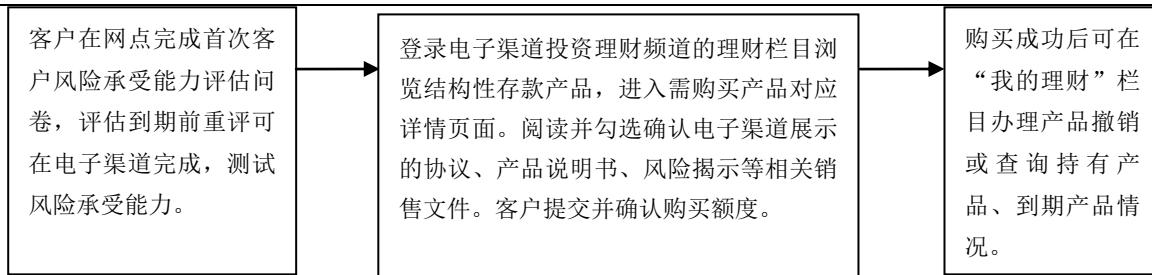 客户在网点完成首次客
户风险承受能力评估问
卷，评估到期前重评可
在电子渠道完成，测试
风险承受能力。
登录电子渠道投资理财频道的理财栏目浏
览结构性存款产品，进入需购买产品对应
详情页面。阅读并勾选确认电子渠道展示
的协议、产品说明书、风险揭示等相关销
售文件。客户提交并确认购买额度。
购买成功后可在
“我的理财”栏
目办理产品撤销
或查询持有产
品、到期产品情
况。